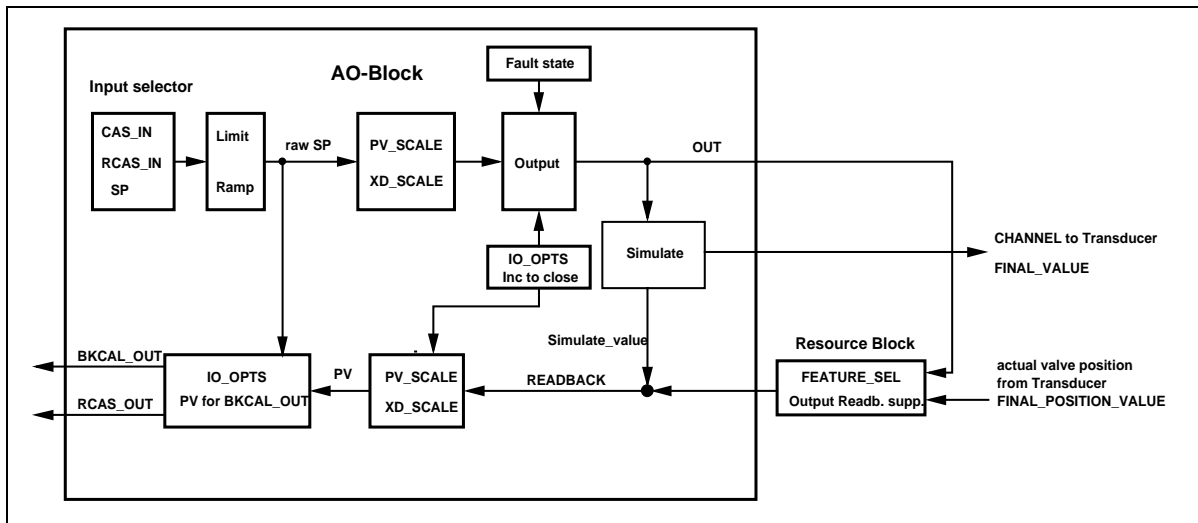 Fault state
AO-Block
Input selector
CAS_IN
RCAS_IN
SP
Limit
Ramp
raw SP
PV_SCALE
XD_SCALE
Output
OUT
IO_OPTS
Inc to close
Simulate
CHANNEL to Transducer
FINAL_VALUE
Simulate_value
BKCAL_OUT
RCAS_OUT
IO_OPTS
PV for BKCAL_OUT
PV
PV_SCALE
XD_SCALE
READBACK
Resource Block
FEATURE_SEL
Output Readb. supp.
actual valve position
from Transducer
FINAL_POSITION_VALUE